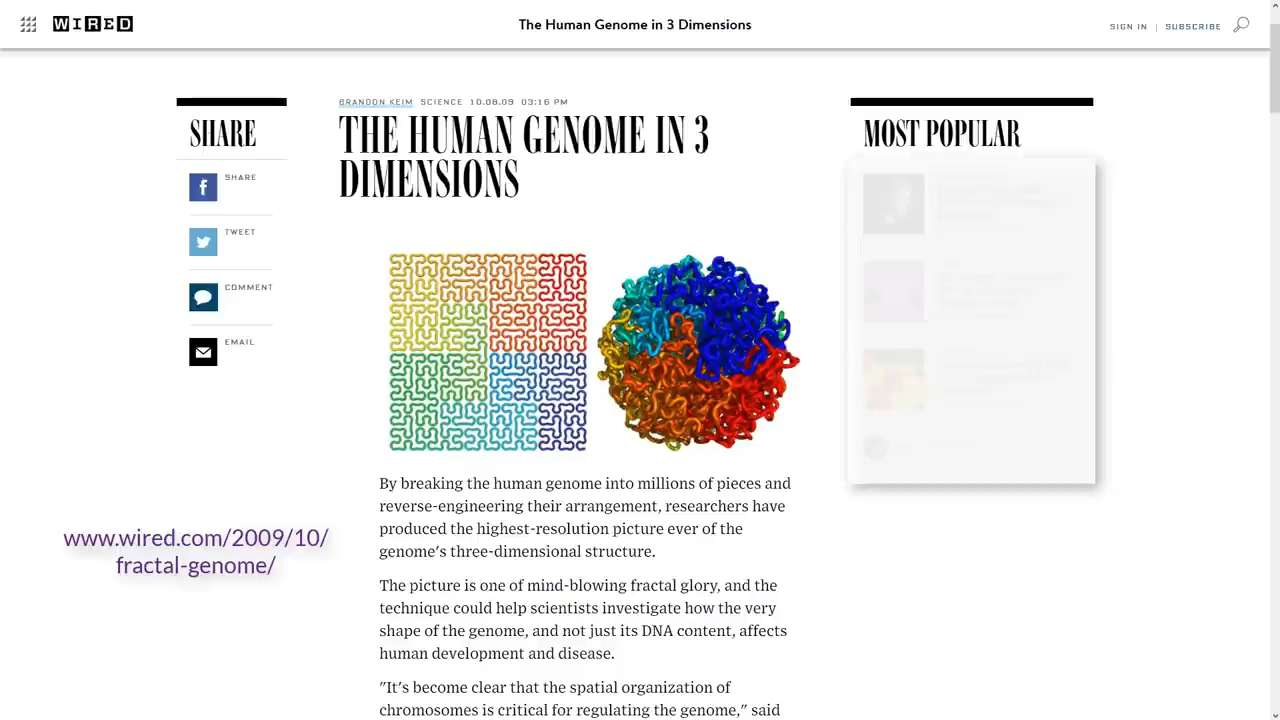 WIRED
The Human Genome in 3 Dimensions
SIGN IN | SUBSCRIBE
SHARE
SHARE
TWEET
COMMENT
EMAIL
BRANDON KEIM SCIENCE 10.08.09 03:16 PM
THE HUMAN GENOME IN 3
DIMENSIONS
By breaking the human genome into millions of pieces and
reverse-engineering their arrangement, researchers have
produced the highest-resolution picture ever of the
genome's three-dimensional structure.
The picture is one of mind-blowing fractal glory, and the
technique could help scientists investigate how the very
shape of the genome, and not just its DNA content, affects
human development and disease.
"It's become clear that the spatial organization of
chromosomes is critical for regulating the genome," said
MOST POPULAR
www.wired.com/2009/10/
fractal-genome/